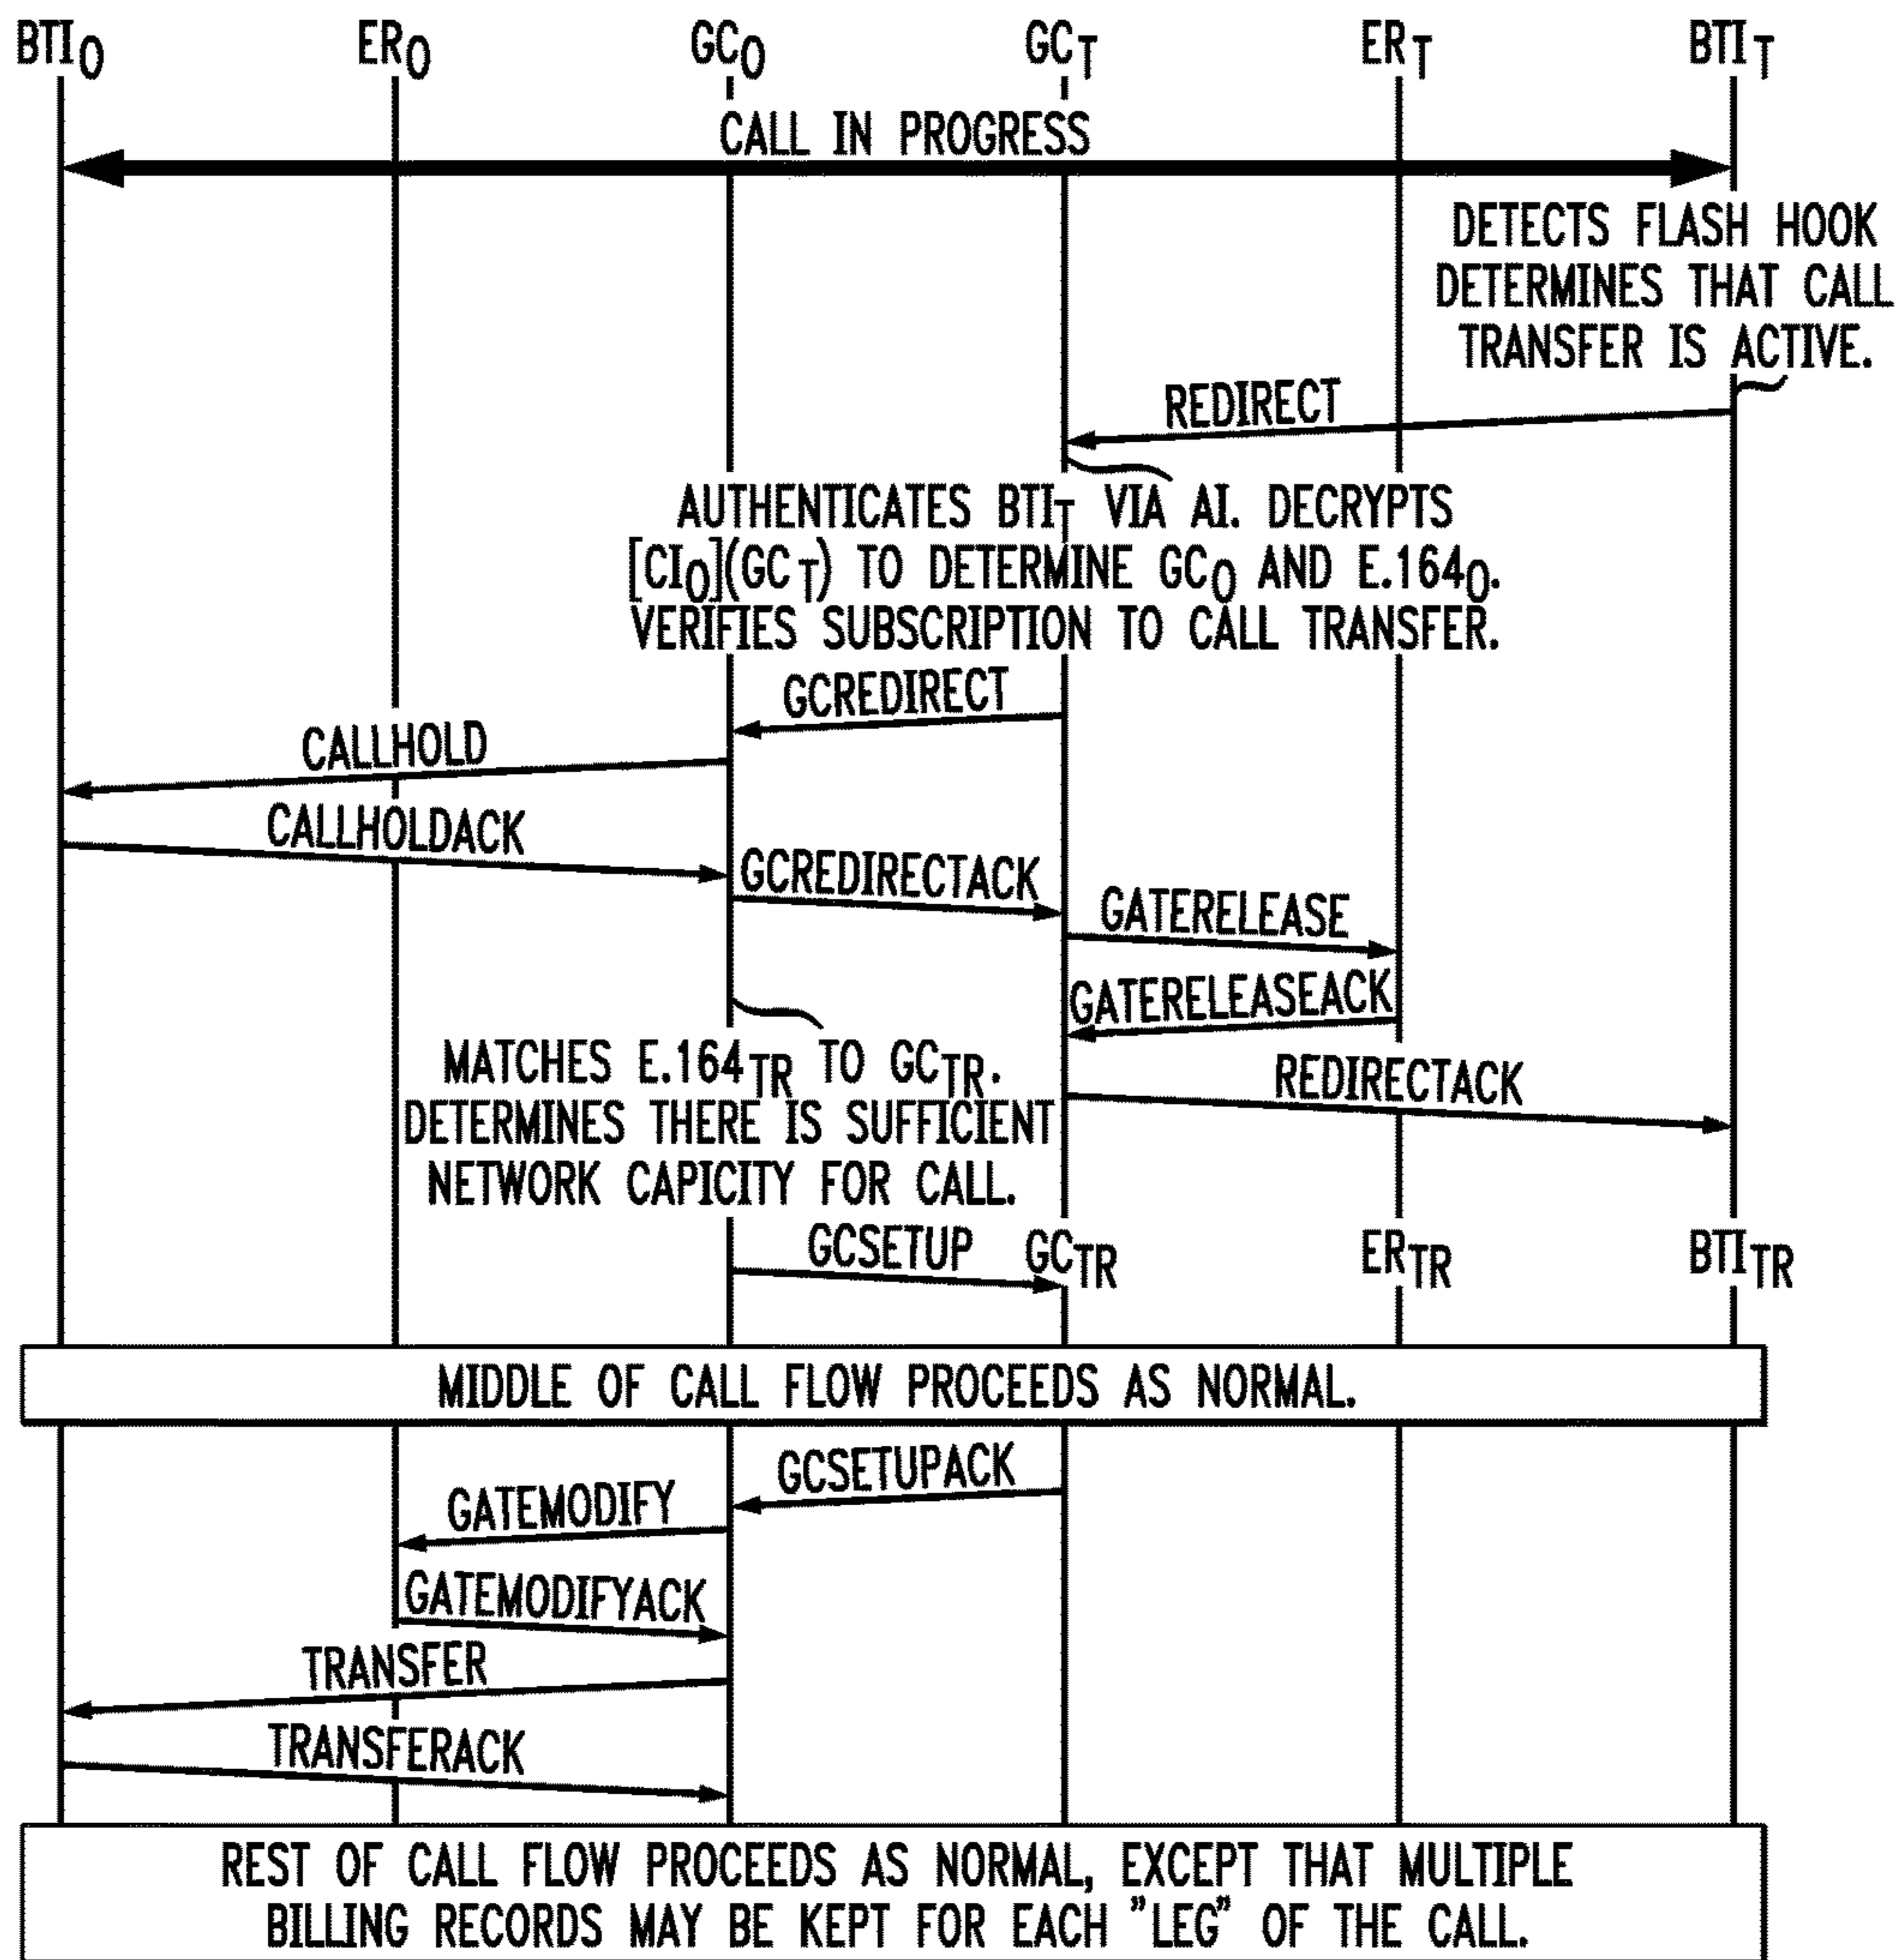 BTIO ERO GCO GCT ERT BTIT
CALL IN PROGRESS
DETECTS FLASH HOOK
DETERMINES THAT CALL
TRANSFER IS ACTIVE.
REDIRECT
AUTHENTICATES BTIT VIA AI. DECRYPTS
[CIO](GCT) TO DETERMINE GCO AND E.164O.
VERIFIES SUBSCRIPTION TO CALL TRANSFER.
GCREDIRECT
CALLHOLD
CALLHOLDACK
GCREDIRECTACK
GATERELEASE
GATERELEASEACK
MATCHES E.164TR TO GCTR.
DETERMINES THERE IS SUFFICIENT
NETWORK CAPICITY FOR CALL.
REDIRECTACK
GCSETUP
GCTR ERTR BTITR
MIDDLE OF CALL FLOW PROCEEDS AS NORMAL.
GCSETUPACK
GATEMODIFY
GATEMODIFYACK
TRANSFER
TRANSFERACK
REST OF CALL FLOW PROCEEDS AS NORMAL, EXCEPT THAT MULTIPLE
BILLING RECORDS MAY BE KEPT FOR EACH "LEG" OF THE CALL.